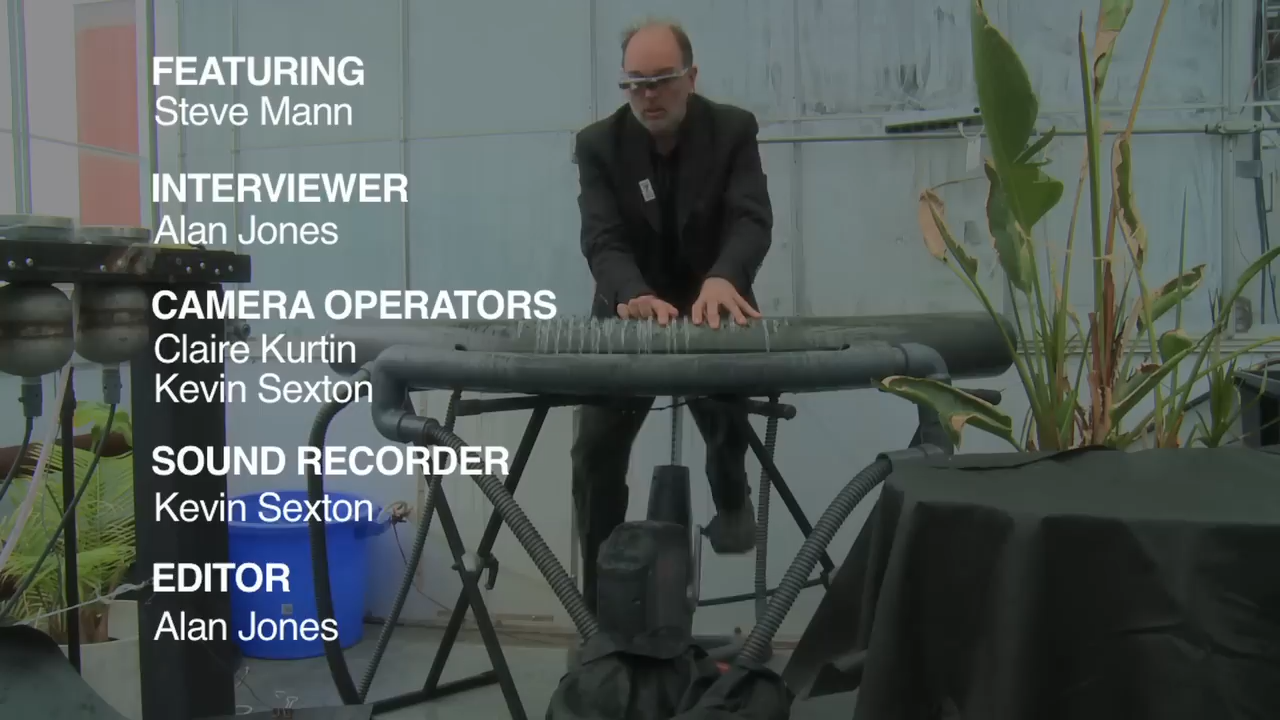 FEATURING
Steve Mann
INTERVIEWER
Alan Jones
CAMERA OPERATORS
Claire Kurtin
Kevin Sexton
SOUND RECORDER
Kevin Sexton
EDITOR
Alan Jones